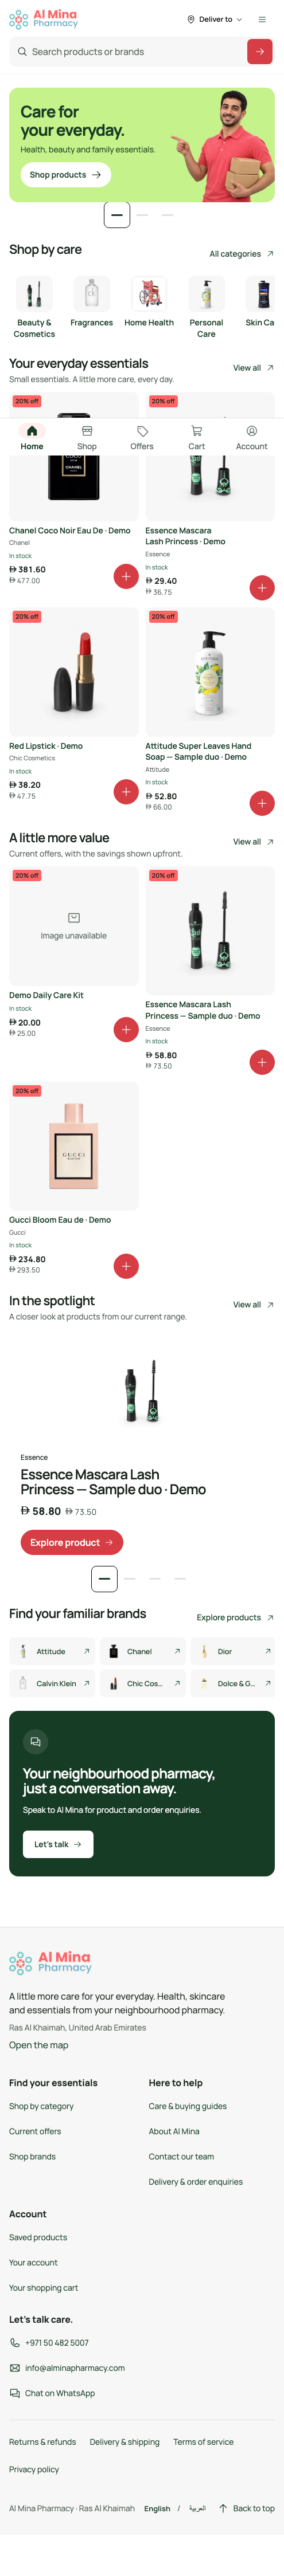 Al Mina
Pharmacy
Deliver to
Search products or brands
Care for
your everyday.
Health, beauty and family essentials.
Shop products
Shop by care
All categories
Beauty &
Cosmetics
Fragrances
Home Health
Personal
Care
Skin Ca
Your everyday essentials
View all
Small essentials. A little more care, every day.
20% off
20% off
Home
Shop
Offers
Cart
Account
COCO
NOIR
CHANEL
Chanel Coco Noir Eau De · Demo
Chanel
In stock
381.60
477.00
Essence Mascara
Lash Princess · Demo
Essence
In stock
29.40
36.75
20% off
20% off
Red Lipstick · Demo
Chic Cosmetics
In stock
38.20
47.75
Attitude Super Leaves Hand
Soap — Sample duo · Demo
Attitude
In stock
52.80
66.00
A little more value
View all
Current offers, with the savings shown upfront.
20% off
Image unavailable
20% off
Demo Daily Care Kit
In stock
20.00
25.00
Essence Mascara Lash
Princess — Sample duo · Demo
Essence
In stock
58.80
73.50
20% off
GUCCI
BLOOM
Gucci Bloom Eau de · Demo
Gucci
In stock
234.80
293.50
In the spotlight
View all
A closer look at products from our current range.
Essence
Essence Mascara Lash
Princess — Sample duo · Demo
58.80
73.50
Explore product
Find your familiar brands
Explore products
Attitude
Chanel
Dior
Calvin Klein
Chic Cos...
Dolce & G...
Your neighbourhood pharmacy,
just a conversation away.
Speak to Al Mina for product and order enquiries.
Let's talk
Al Mina
Pharmacy
A little more care for your everyday. Health, skincare
and essentials from your neighbourhood pharmacy.
Ras Al Khaimah, United Arab Emirates
Open the map
Find your essentials
Shop by category
Current offers
Shop brands
Here to help
Care & buying guides
About Al Mina
Contact our team
Delivery & order enquiries
Account
Saved products
Your account
Your shopping cart
Let's talk care.
+971 50 482 5007
info@alminapharmacy.com
Chat on WhatsApp
Returns & refunds
Delivery & shipping
Terms of service
Privacy policy
Al Mina Pharmacy · Ras Al Khaimah
English / العربية
Back to top